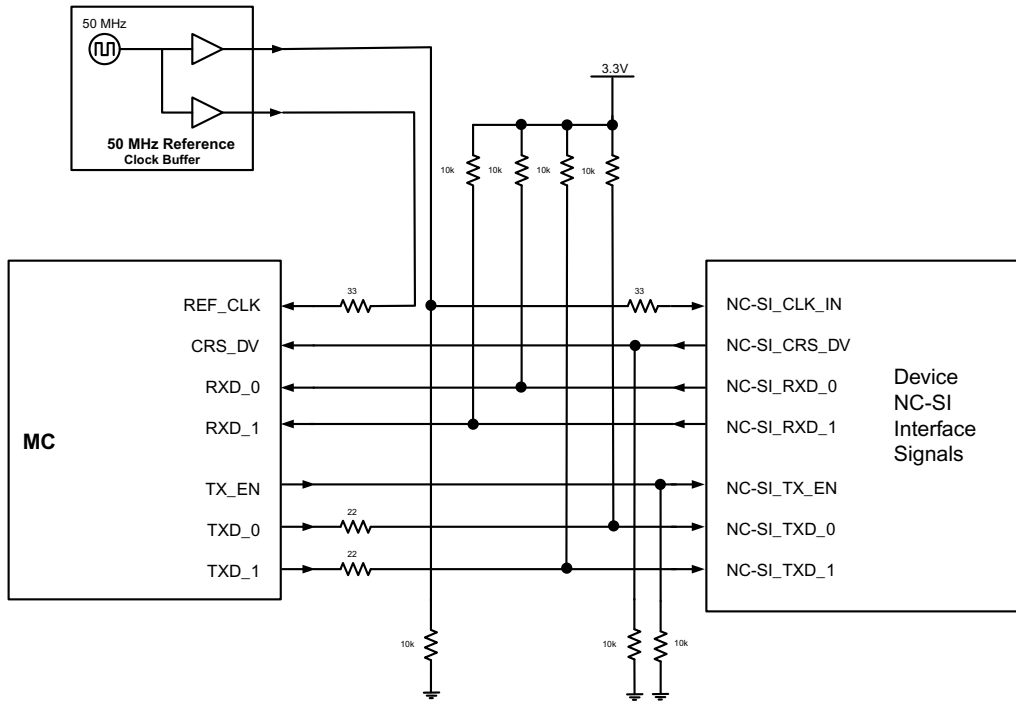 50 MHz
50 MHz Reference
Clock Buffer
3.3V
10k
10k
10k
10k
MC
REF_CLK
CRS_DV
RXD_0
RXD_1
TX_EN
TXD_0
TXD_1
33
33
22
22
NC-SI_CLK_IN
NC-SI_CRS_DV
NC-SI_RXD_0
NC-SI_RXD_1
NC-SI_TX_EN
NC-SI_TXD_0
NC-SI_TXD_1
Device
NC-SI
Interface
Signals
10k
10k
10k